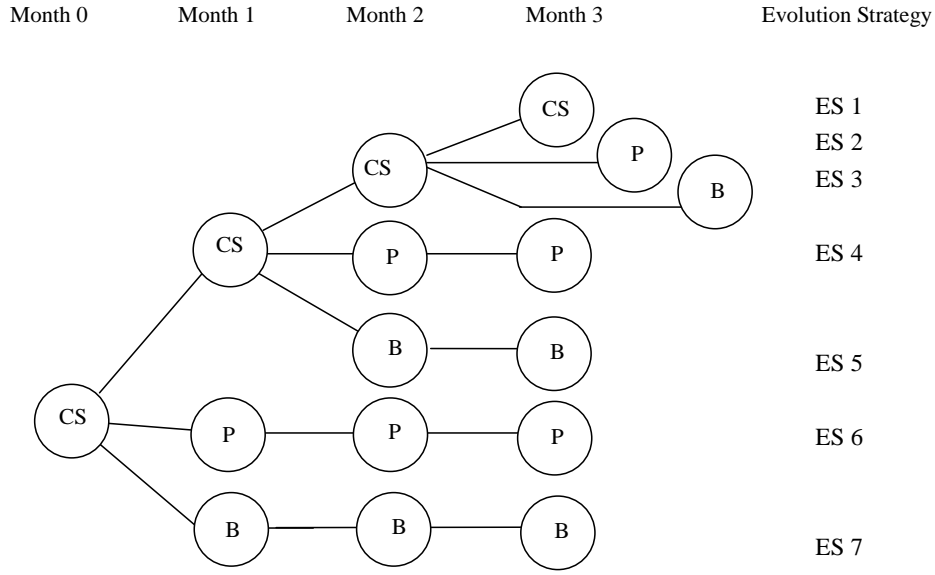 Month 0 Month 1 Month 2 Month 3 Evolution Strategy
CS ES 1
P ES 2
CS B ES 3
CS P P ES 4
B B ES 5
CS P P P ES 6
B B B ES 7